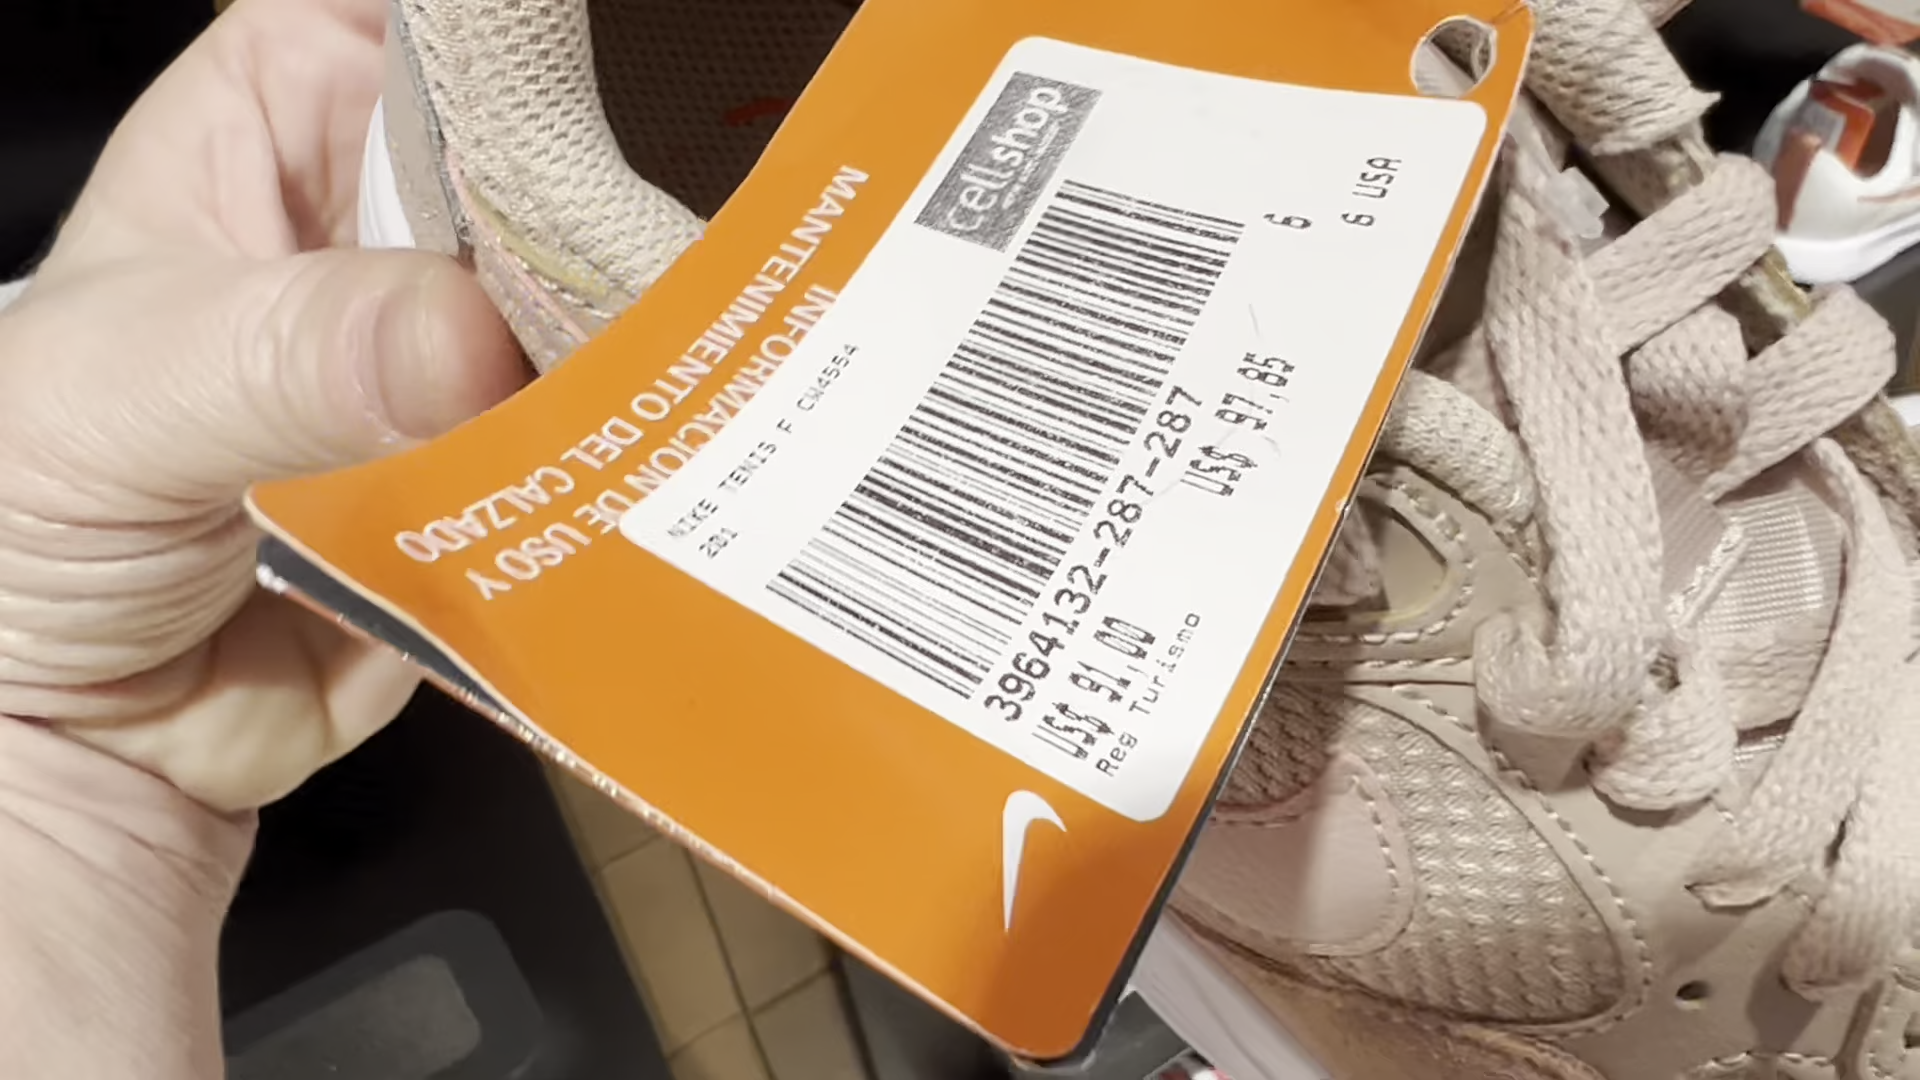 INFORMACION DE USO Y
MANTENIMIENTO DEL CALZADO
cellshop
NIKE TENIS F CW4554
201
3964132-287-287
6
6 USA
US$ 91,00
US$ 97,85
Reg Turismo